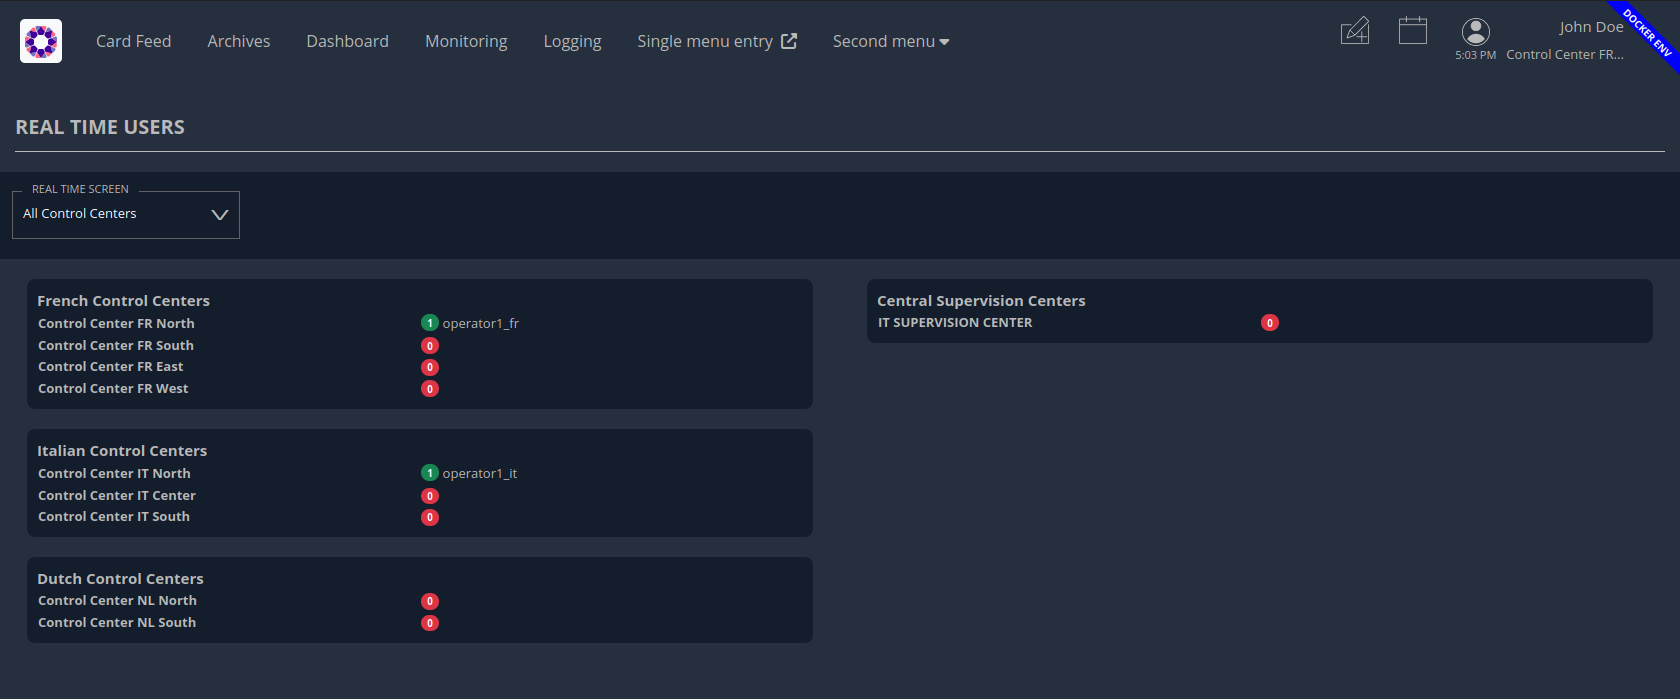 Card Feed Archives Dashboard Monitoring Logging Single menu entry Second menu
5:03 PM
John Doe
Control Center FR...
DOCKER ENV
REAL TIME USERS
REAL TIME SCREEN
All Control Centers
French Control Centers
Control Center FR North 1 operator1_fr
Control Center FR South 0
Control Center FR East 0
Control Center FR West 0
Italian Control Centers
Control Center IT North 1 operator1_it
Control Center IT Center 0
Control Center IT South 0
Dutch Control Centers
Control Center NL North 0
Control Center NL South 0
Central Supervision Centers
IT SUPERVISION CENTER 0